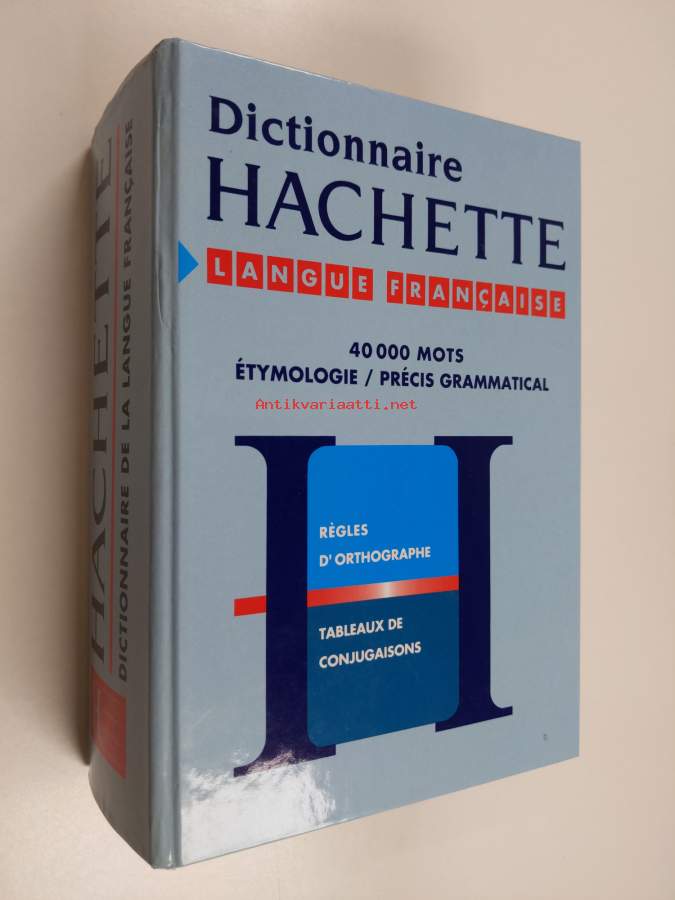 Dictionnaire
HACHETTE
LANGUE FRANÇAISE
40 000 MOTS
ÉTYMOLOGIE / PRÉCIS GRAMMATICAL
Antikvariaatti.net
RÈGLES
D'ORTHOGRAPHE
TABLEAUX DE
CONJUGAISONS
HACHETTE
DICTIONNAIRE DE LA LANGUE FRANÇAISE